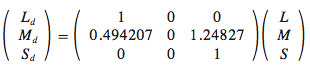 L_d 1 0 0 L
M_d = 0.494207 0 1.24827 M
S_d 0 0 1 S